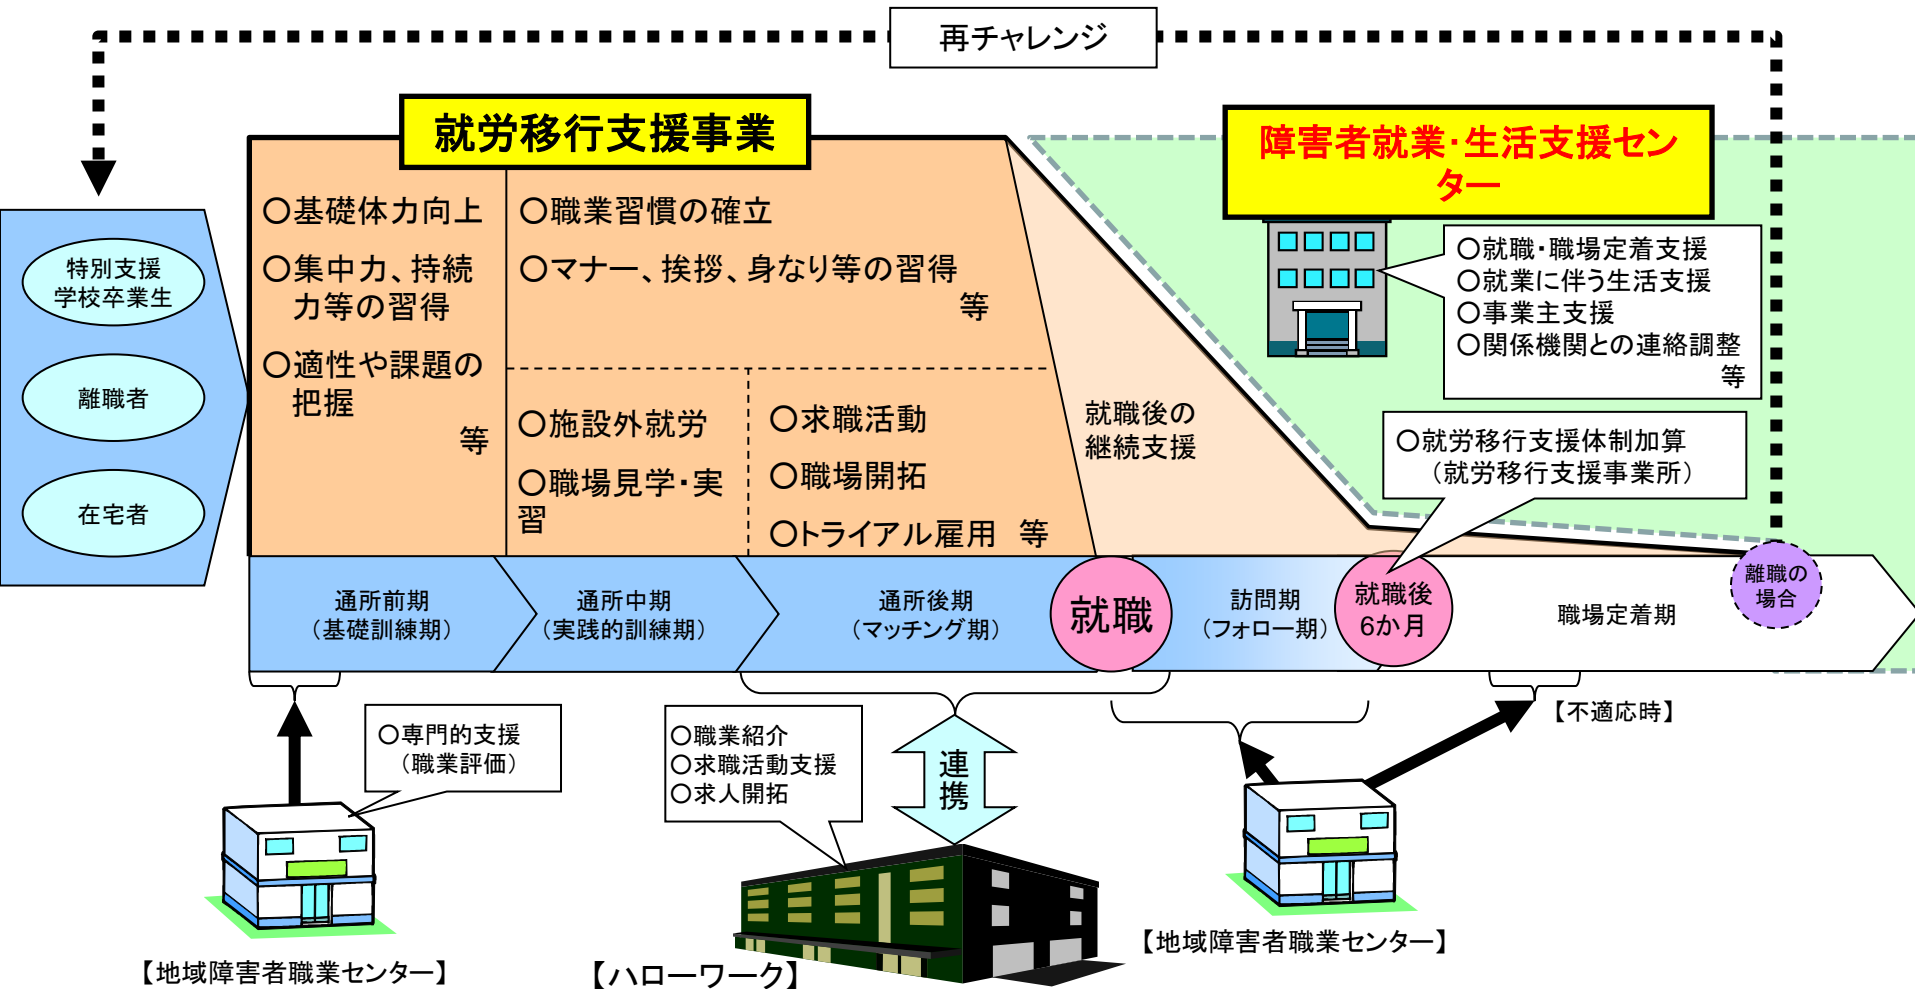 再チャレンジ
就労移行支援事業
障害者就業・生活支援セン
ター
特別支援
学校卒業生
離職者
在宅者
○基礎体力向上
○集中力、持続
力等の習得
○適性や課題の
把握
等
○職業習慣の確立
○マナー、挨拶、身なり等の習得
等
○施設外就労
○職場見学・実
習
○求職活動
○職場開拓
○トライアル雇用　等
就職後の
継続支援
○就職・職場定着支援
○就業に伴う生活支援
○事業主支援
○関係機関との連絡調整
等
○就労移行支援体制加算
（就労移行支援事業所）
通所前期
（基礎訓練期）
通所中期
（実践的訓練期）
通所後期
（マッチング期）
就職
訪問期
（フォロー期）
就職後
6か月
職場定着期
離職の
場合
○専門的支援
（職業評価）
【地域障害者職業センター】
○職業紹介
○求職活動支援
○求人開拓
連
携
【ハローワーク】
【不適応時】
【地域障害者職業センター】